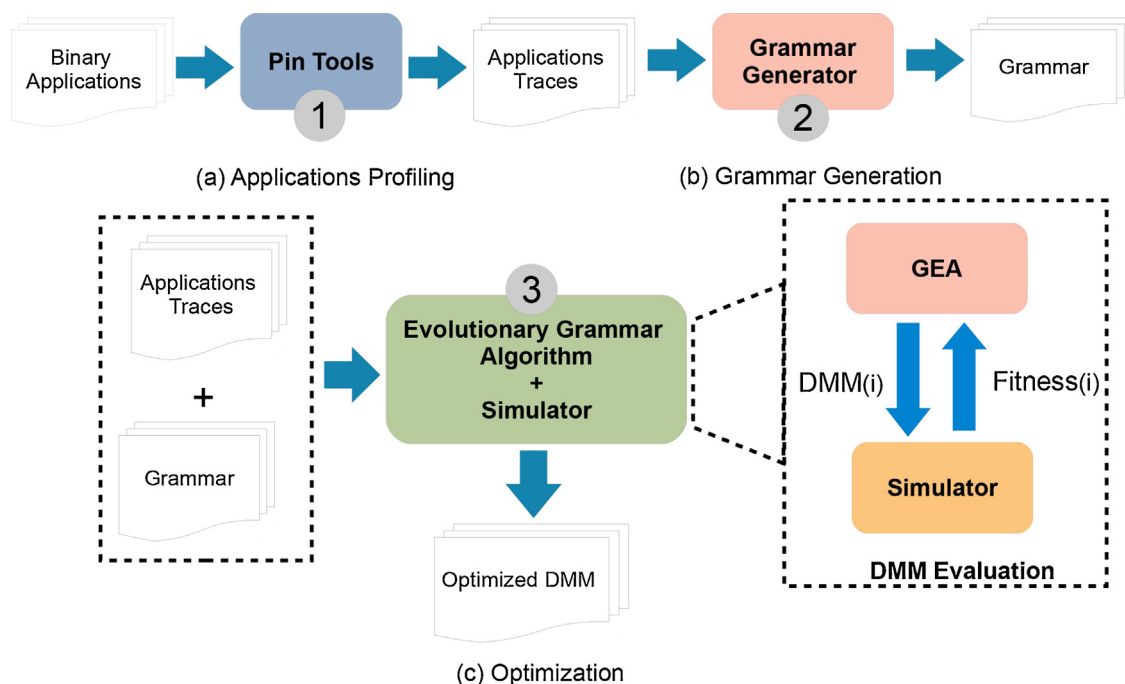 Binary
Applications
Pin Tools
1
Applications
Traces
Grammar
Generator
2
Grammar
(a) Applications Profiling
(b) Grammar Generation
Applications
Traces
+
Grammar
3
Evolutionary Grammar
Algorithm
+
Simulator
Optimized DMM
(c) Optimization
GEA
DMM(i)
Fitness(i)
Simulator
DMM Evaluation